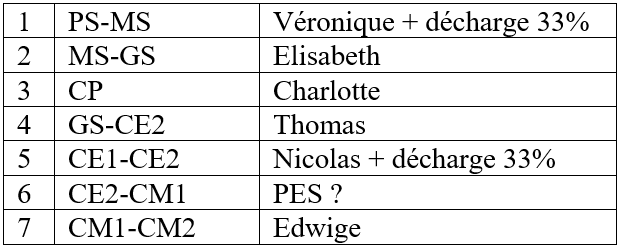 1 PS-MS Véronique + décharge 33%
2 MS-GS Elisabeth
3 CP Charlotte
4 GS-CE2 Thomas
5 CE1-CE2 Nicolas + décharge 33%
6 CE2-CM1 PES ?
7 CM1-CM2 Edwige